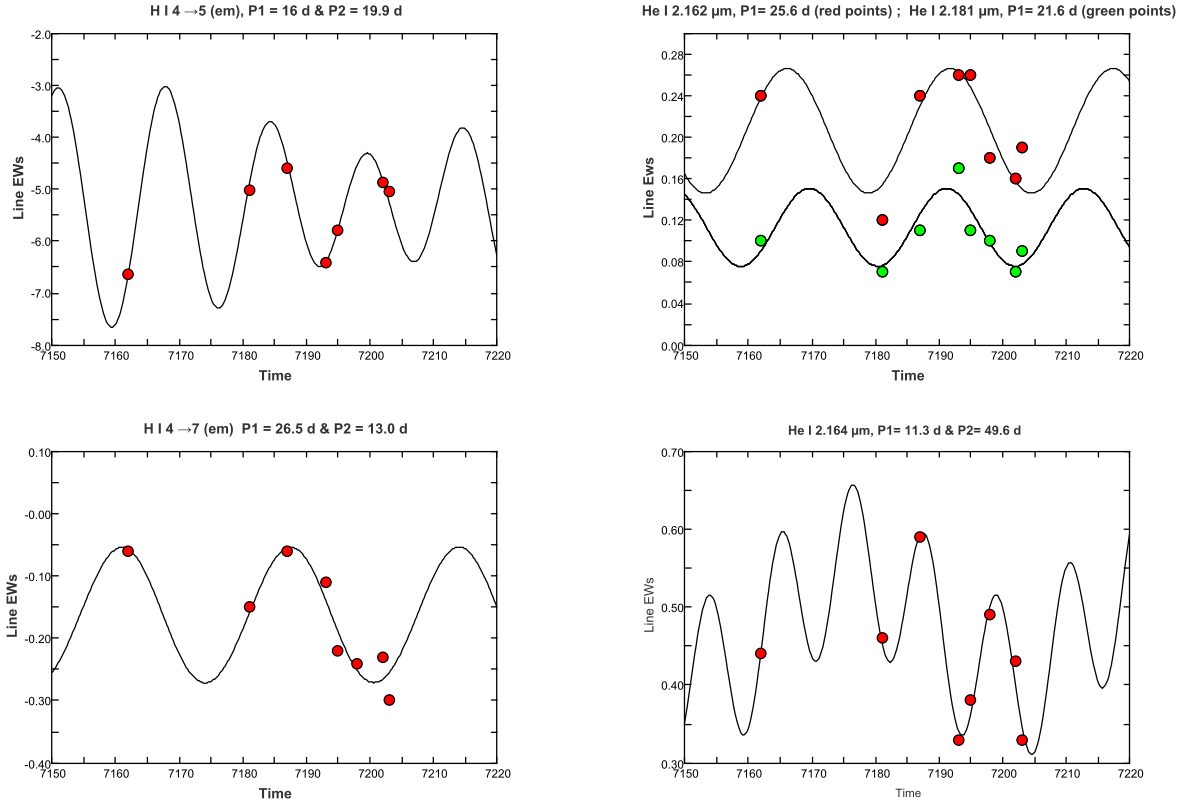 H I 4 →5 (em), P1 = 16 d & P2 = 19.9 d
-2.0
-3.0
-4.0
-5.0
-6.0
-7.0
-8.0
Line EWs
7150 7160 7170 7180 7190 7200 7210 7220
Time
He I 2.162 µm, P1= 25.6 d (red points) ; He I 2.181 µm, P1= 21.6 d (green points)
0.28
0.24
0.20
0.16
0.12
0.08
0.04
0.00
Line Ews
7150 7160 7170 7180 7190 7200 7210 7220
Time
H I 4 →7 (em) P1 = 26.5 d & P2 = 13.0 d
0.10
-0.00
-0.10
-0.20
-0.30
-0.40
Line EWs
7150 7160 7170 7180 7190 7200 7210 7220
Time
He I 2.164 µm, P1= 11.3 d & P2= 49.6 d
0.70
0.60
0.50
0.40
0.30
Line EWs
7150 7160 7170 7180 7190 7200 7210 7220
Time